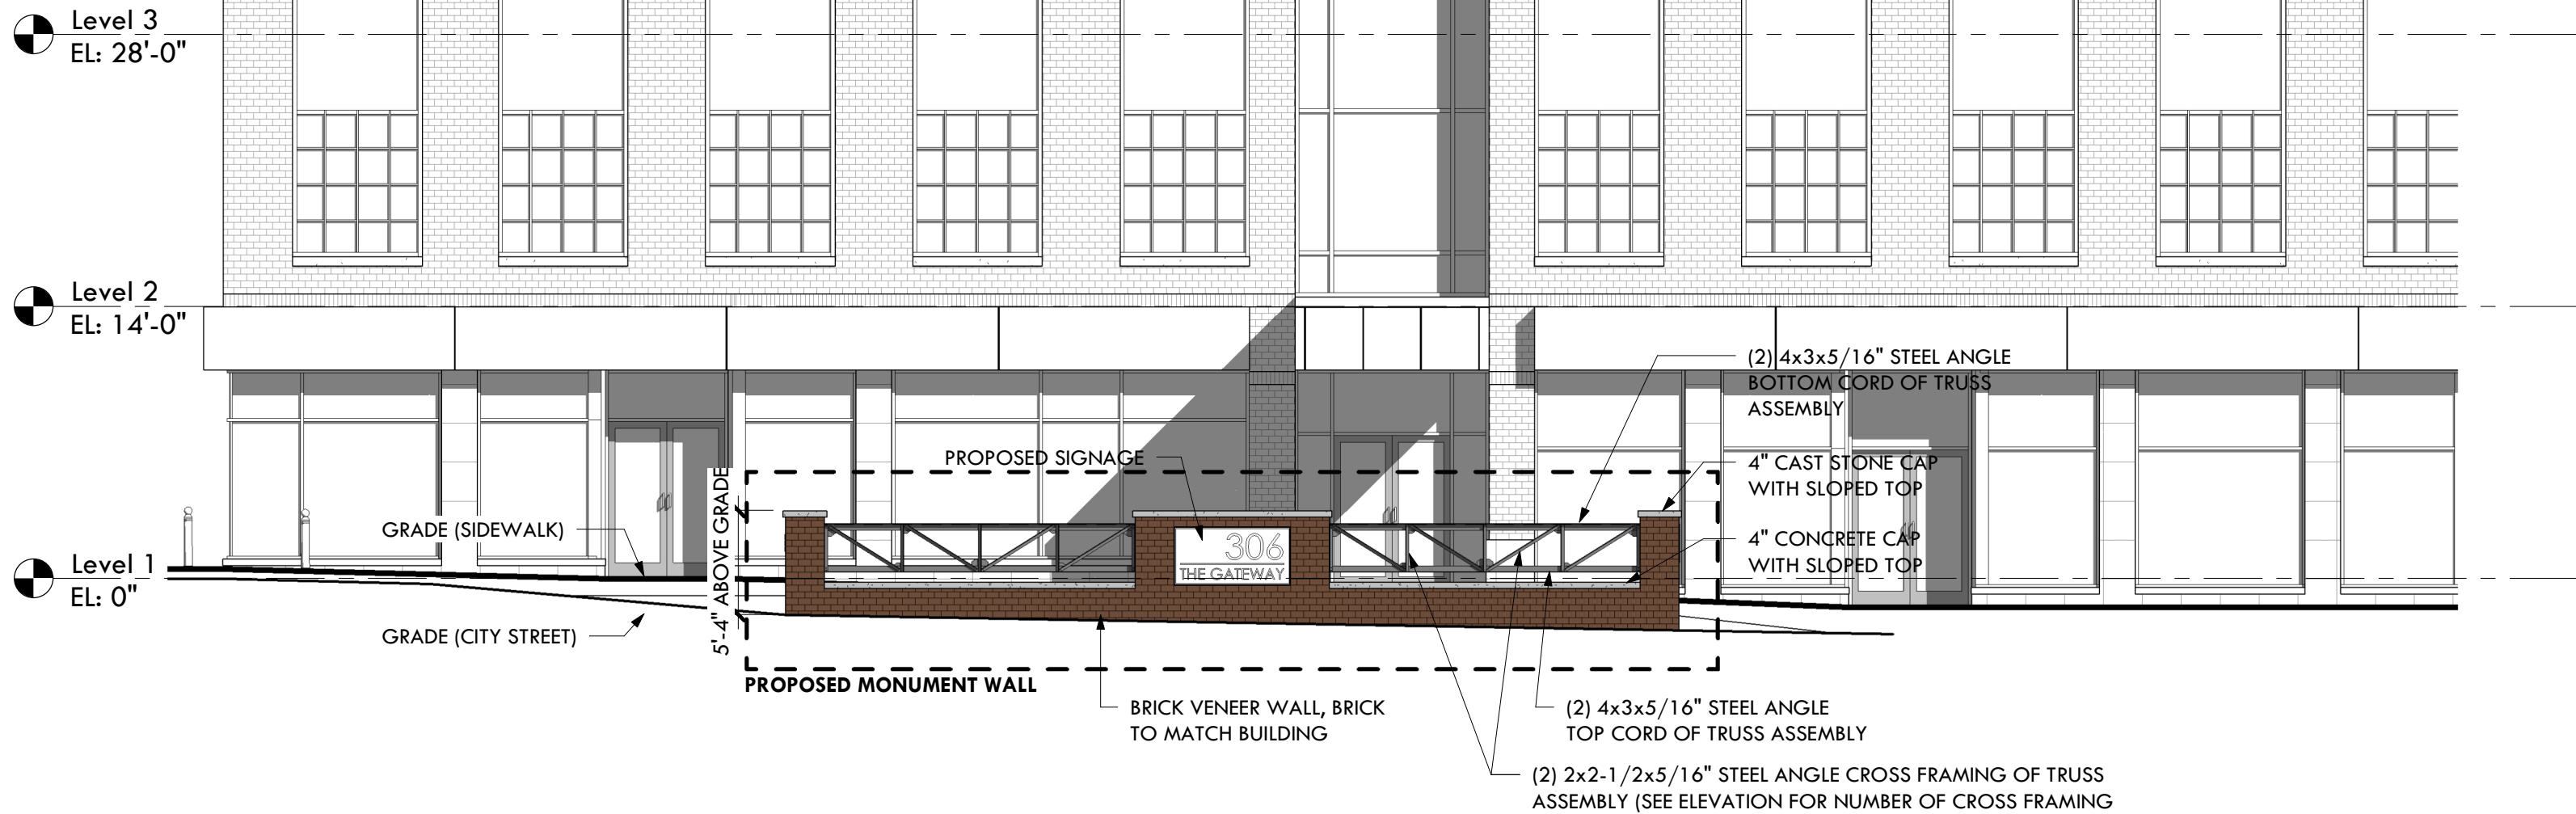 Level 3
EL: 28'-0"
Level 2
EL: 14'-0"
(2) 4x3x5/16" STEEL ANGLE
BOTTOM CORD OF TRUSS
ASSEMBLY
PROPOSED SIGNAGE
4" CAST STONE CAP
WITH SLOPED TOP
5'-4" ABOVE GRADE
GRADE (SIDEWALK)
306
THE GATEWAY
4" CONCRETE CAP
WITH SLOPED TOP
Level 1
EL: 0"
GRADE (CITY STREET)
PROPOSED MONUMENT WALL
BRICK VENEER WALL, BRICK
TO MATCH BUILDING
(2) 4x3x5/16" STEEL ANGLE
TOP CORD OF TRUSS ASSEMBLY
(2) 2x2-1/2x5/16" STEEL ANGLE CROSS FRAMING OF TRUSS
ASSEMBLY (SEE ELEVATION FOR NUMBER OF CROSS FRAMING